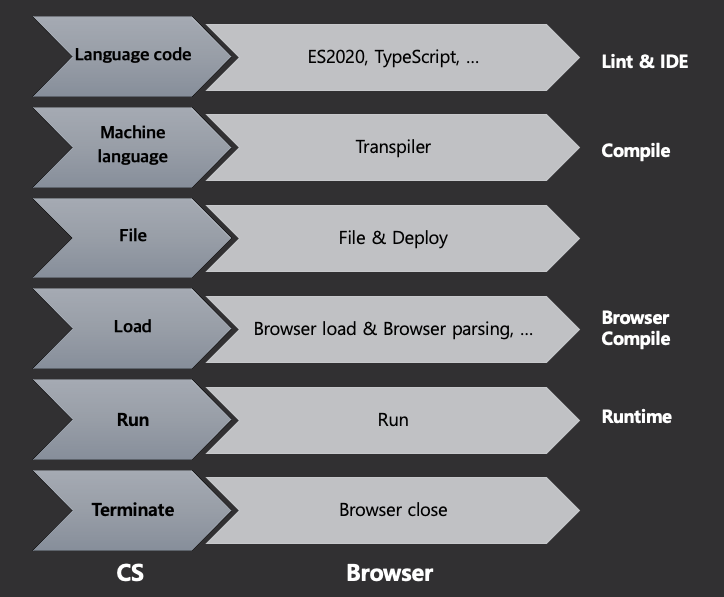 Language code
ES2020, TypeScript, ...
Lint & IDE
Machine
language
Transpiler
Compile
File
File & Deploy
Load
Browser load & Browser parsing, ...
Browser
Compile
Run
Run
Runtime
Terminate
Browser close
CS
Browser